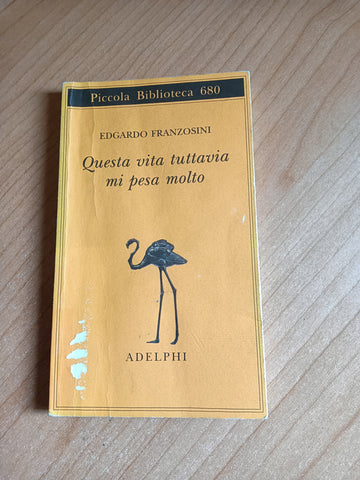 Piccola Biblioteca 680
EDGARDO FRANZOSINI
Questa vita tuttavia
mi pesa molto
ADELPHI